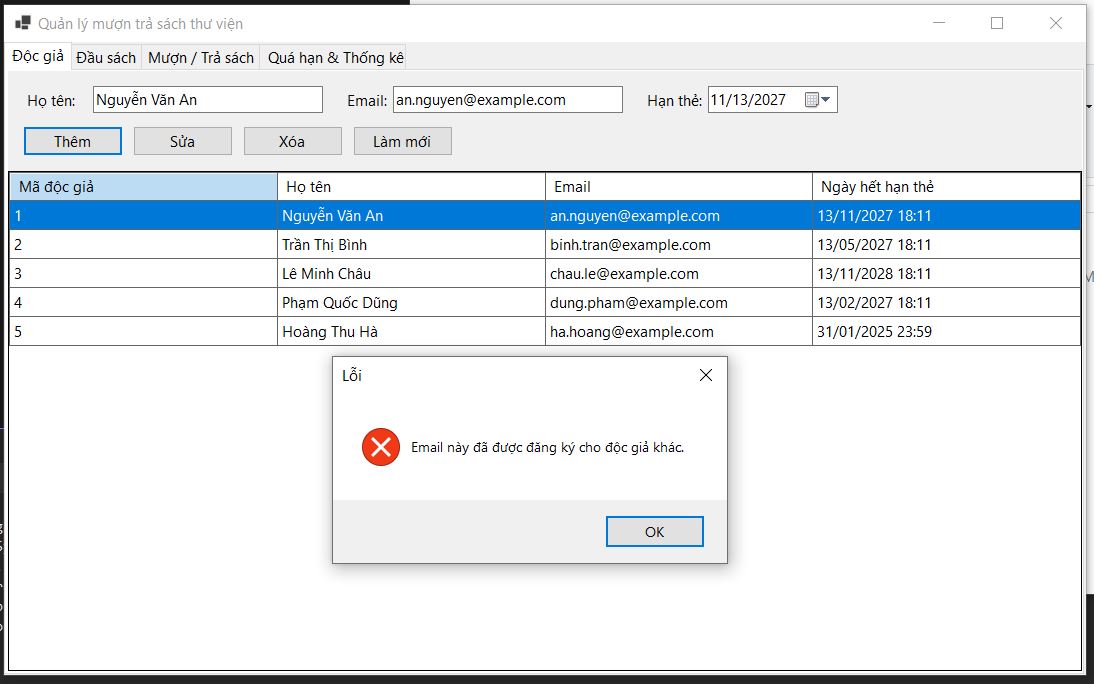 Quản lý mượn trả sách thư viện
Độc giả Đầu sách Mượn / Trả sách Quá hạn & Thống kê
Họ tên: Nguyễn Văn An Email: an.nguyen@example.com Hạn thẻ: 11/13/2027
Thêm Sửa Xóa Làm mới
Mã độc giả Họ tên Email Ngày hết hạn thẻ
1 Nguyễn Văn An an.nguyen@example.com 13/11/2027 18:11
2 Trần Thị Bình binh.tran@example.com 13/05/2027 18:11
3 Lê Minh Châu chau.le@example.com 13/11/2028 18:11
4 Phạm Quốc Dũng dung.pham@example.com 13/02/2027 18:11
5 Hoàng Thu Hà ha.hoang@example.com 31/01/2025 23:59
Lỗi
Email này đã được đăng ký cho độc giả khác.
OK